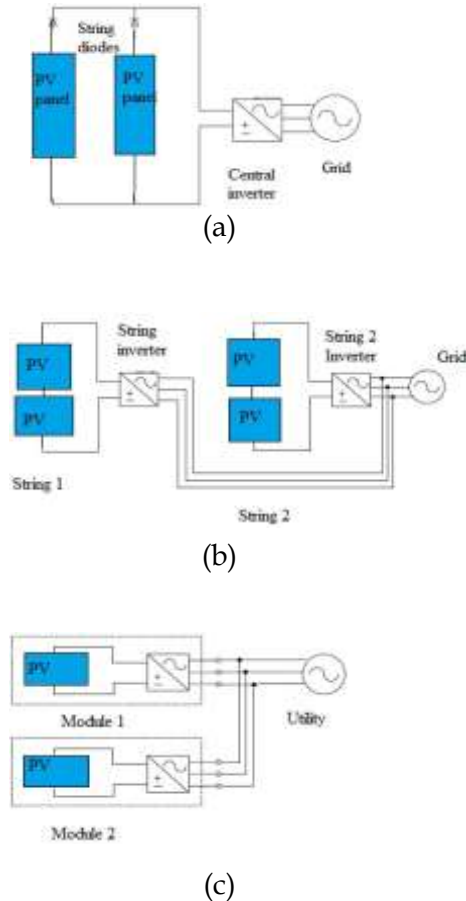 String
diodes
PV
panel
PV
panel
±
Central
inverter
Grid
(a)
String
inverter
String 2
Inverter
Grid
PV
PV
PV
PV
±
±
String 1
String 2
(b)
PV
±
Module 1
Utility
PV
±
Module 2
(c)